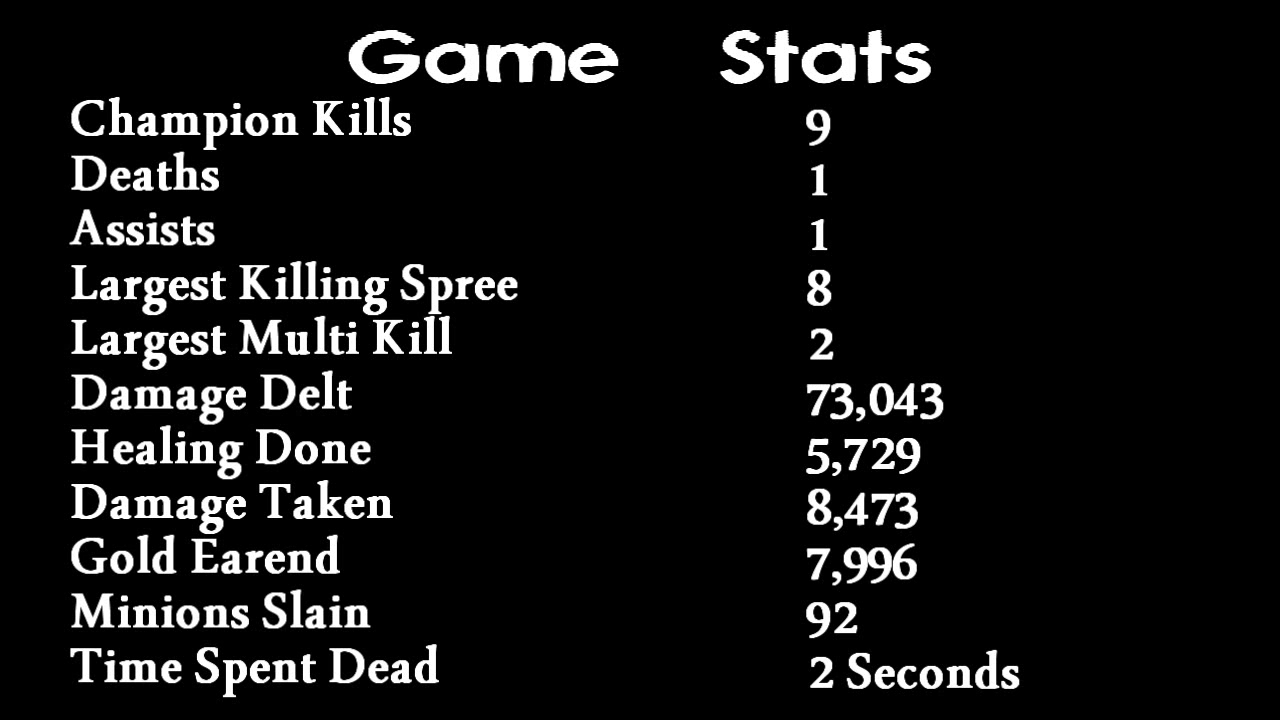 Game Stats
Champion Kills 9
Deaths 1
Assists 1
Largest Killing Spree 8
Largest Multi Kill 2
Damage Delt 73,043
Healing Done 5,729
Damage Taken 8,473
Gold Earend 7,996
Minions Slain 92
Time Spent Dead 2 Seconds